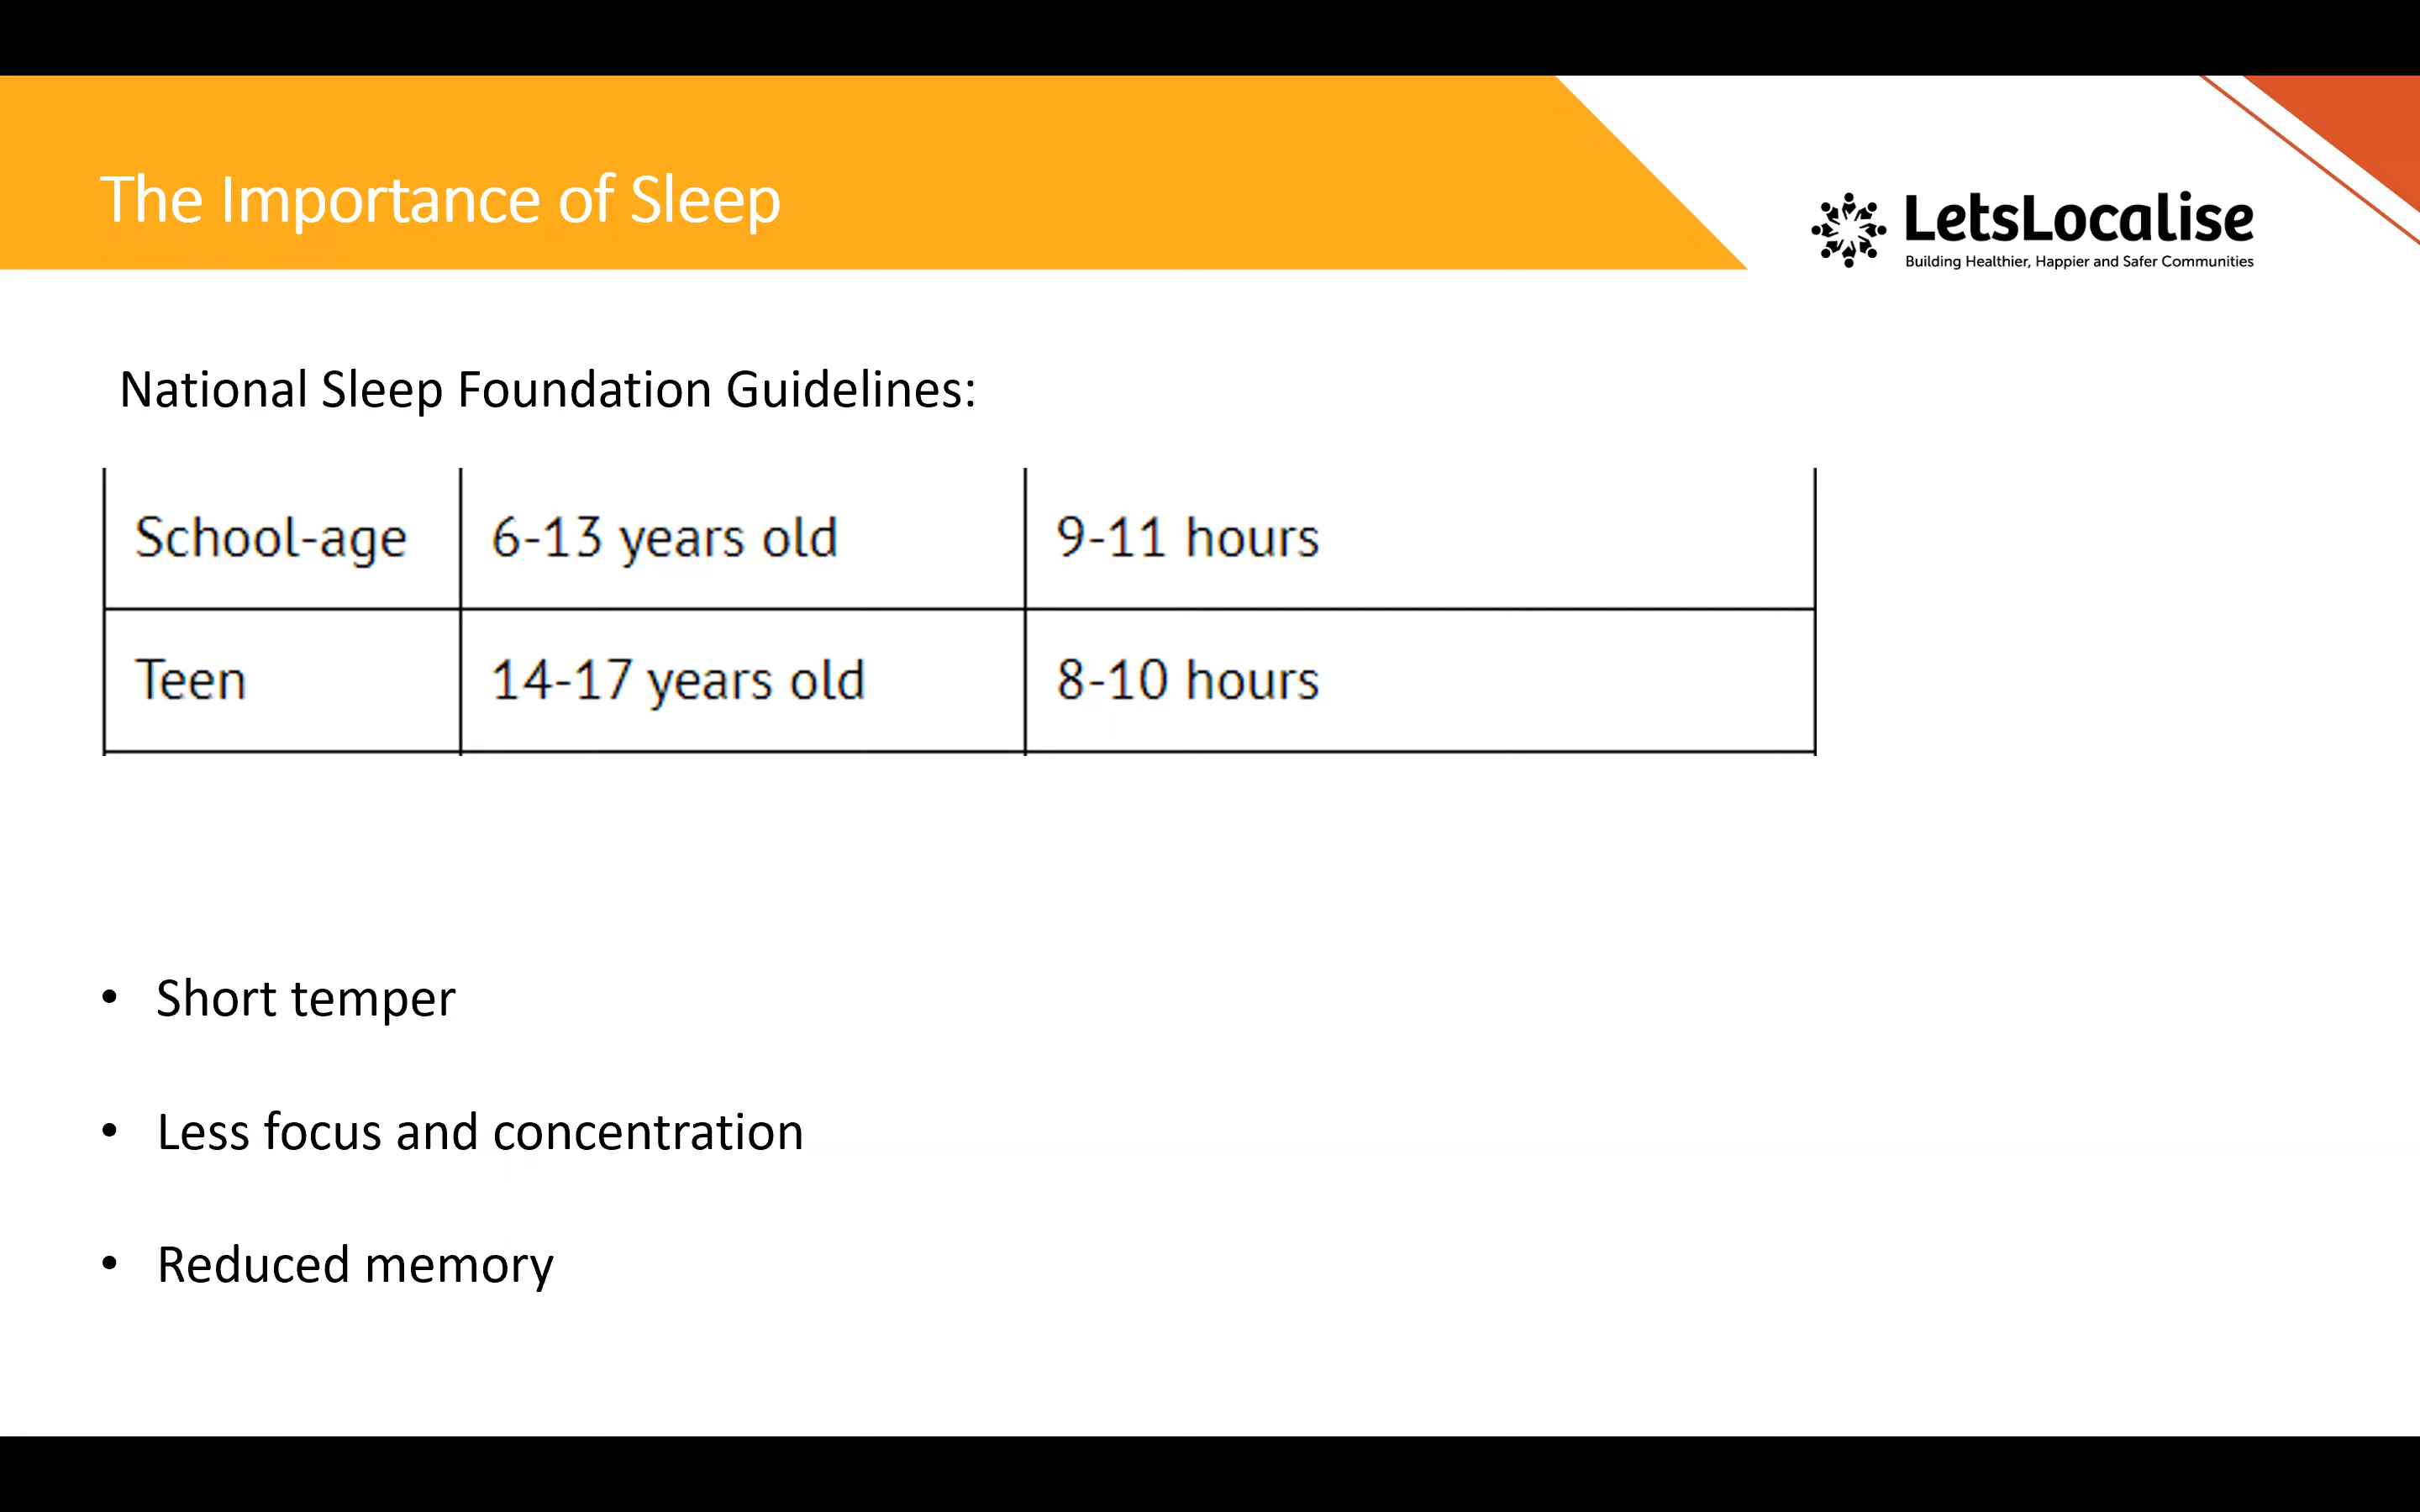 The Importance of Sleep
LetsLocalise
Building Healthier, Happier and Safer Communities
National Sleep Foundation Guidelines:
School-age 6-13 years old 9-11 hours
Teen 14-17 years old 8-10 hours
• Short temper
• Less focus and concentration
• Reduced memory